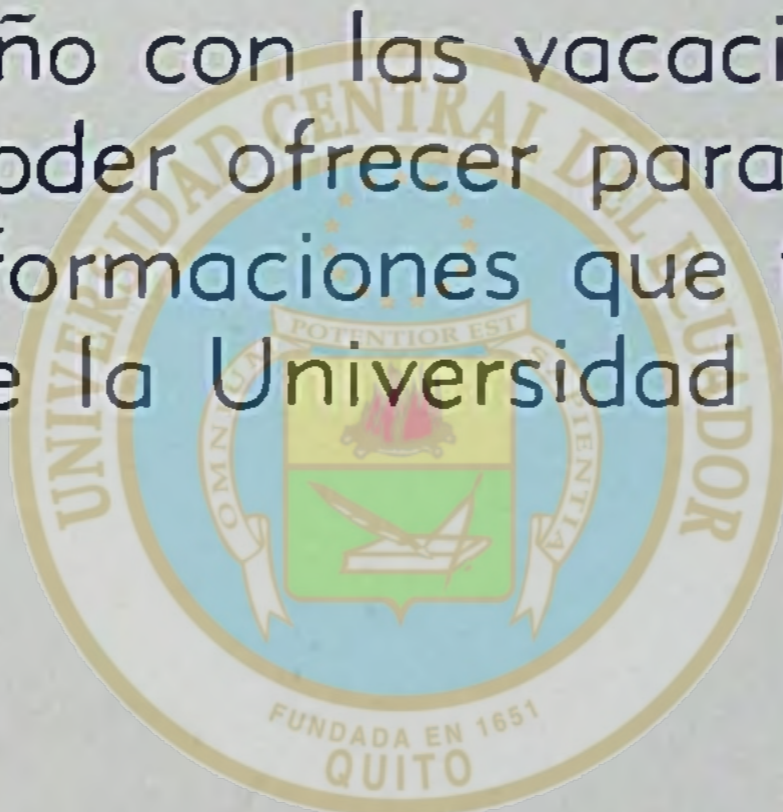 ño con las vacaci
oder ofrecer para
formaciones que
e la Universidad
UNIVERSIDAD CENTRAL DEL ECUADOR
POTENTIOR EST
OMNIUM
SAPIENTIA
FUNDADA EN 1651
QUITO